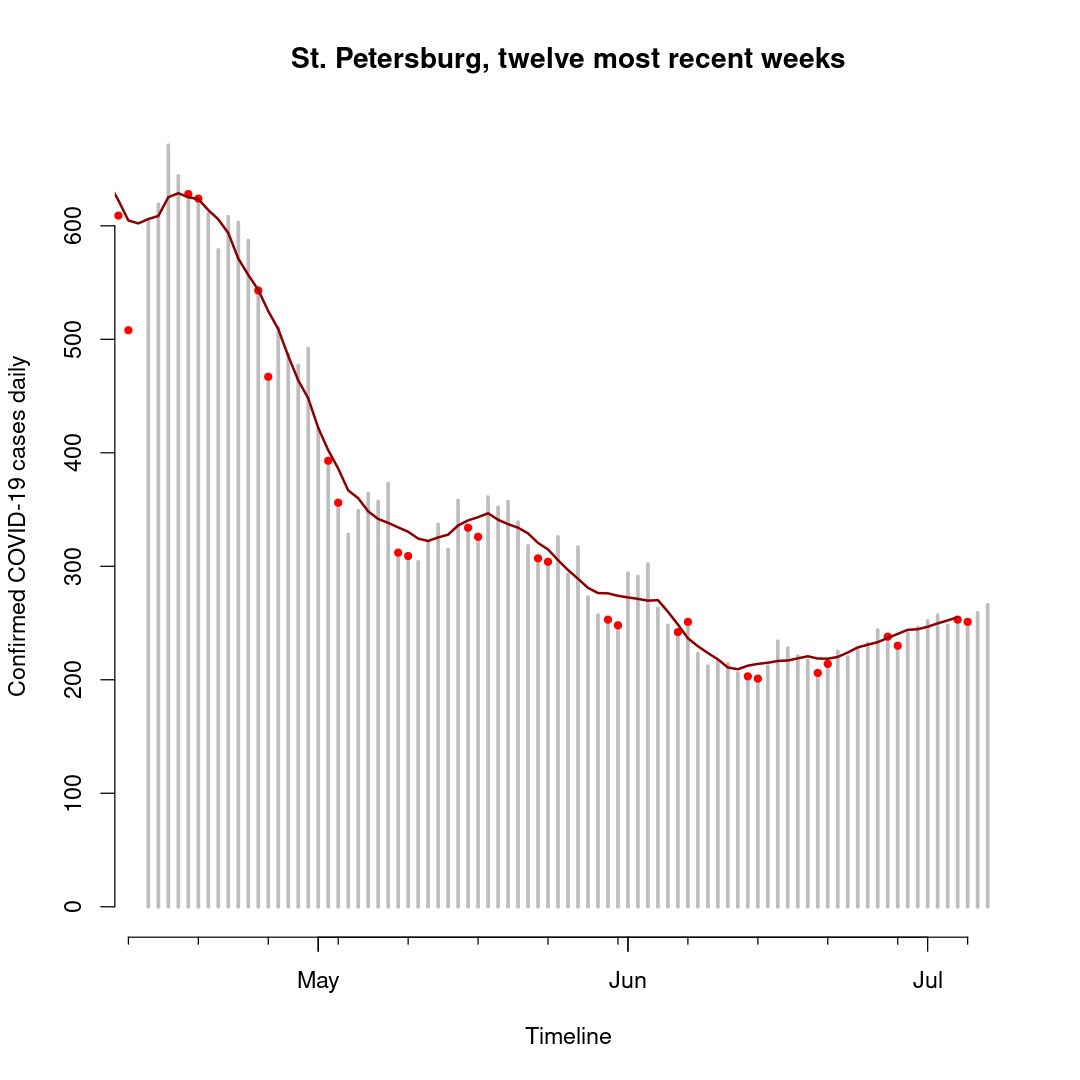 St. Petersburg, twelve most recent weeks
600
500
400
300
200
100
0
Confirmed COVID-19 cases daily
May Jun Jul
Timeline